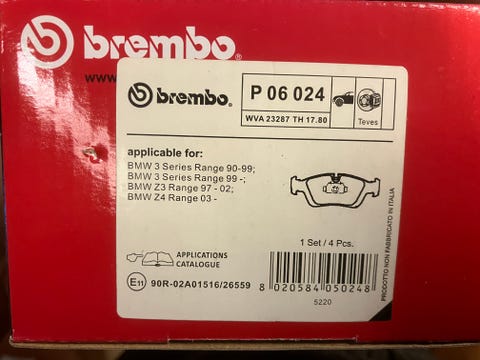 brembo
www.
brembo.
P 06 024
WVA 23287 TH 17.80
Teves
applicable for:
BMW 3 Series Range 90-99;
BMW 3 Series Range 99 -;
BMW Z3 Range 97 - 02;
BMW Z4 Range 03 -
1 Set / 4 Pcs.
APPLICATIONS
CATALOGUE
E11 90R-02A01516/26559
8 020584 050248
5220
PRODOTTO NON FABBRICATO IN ITALIA